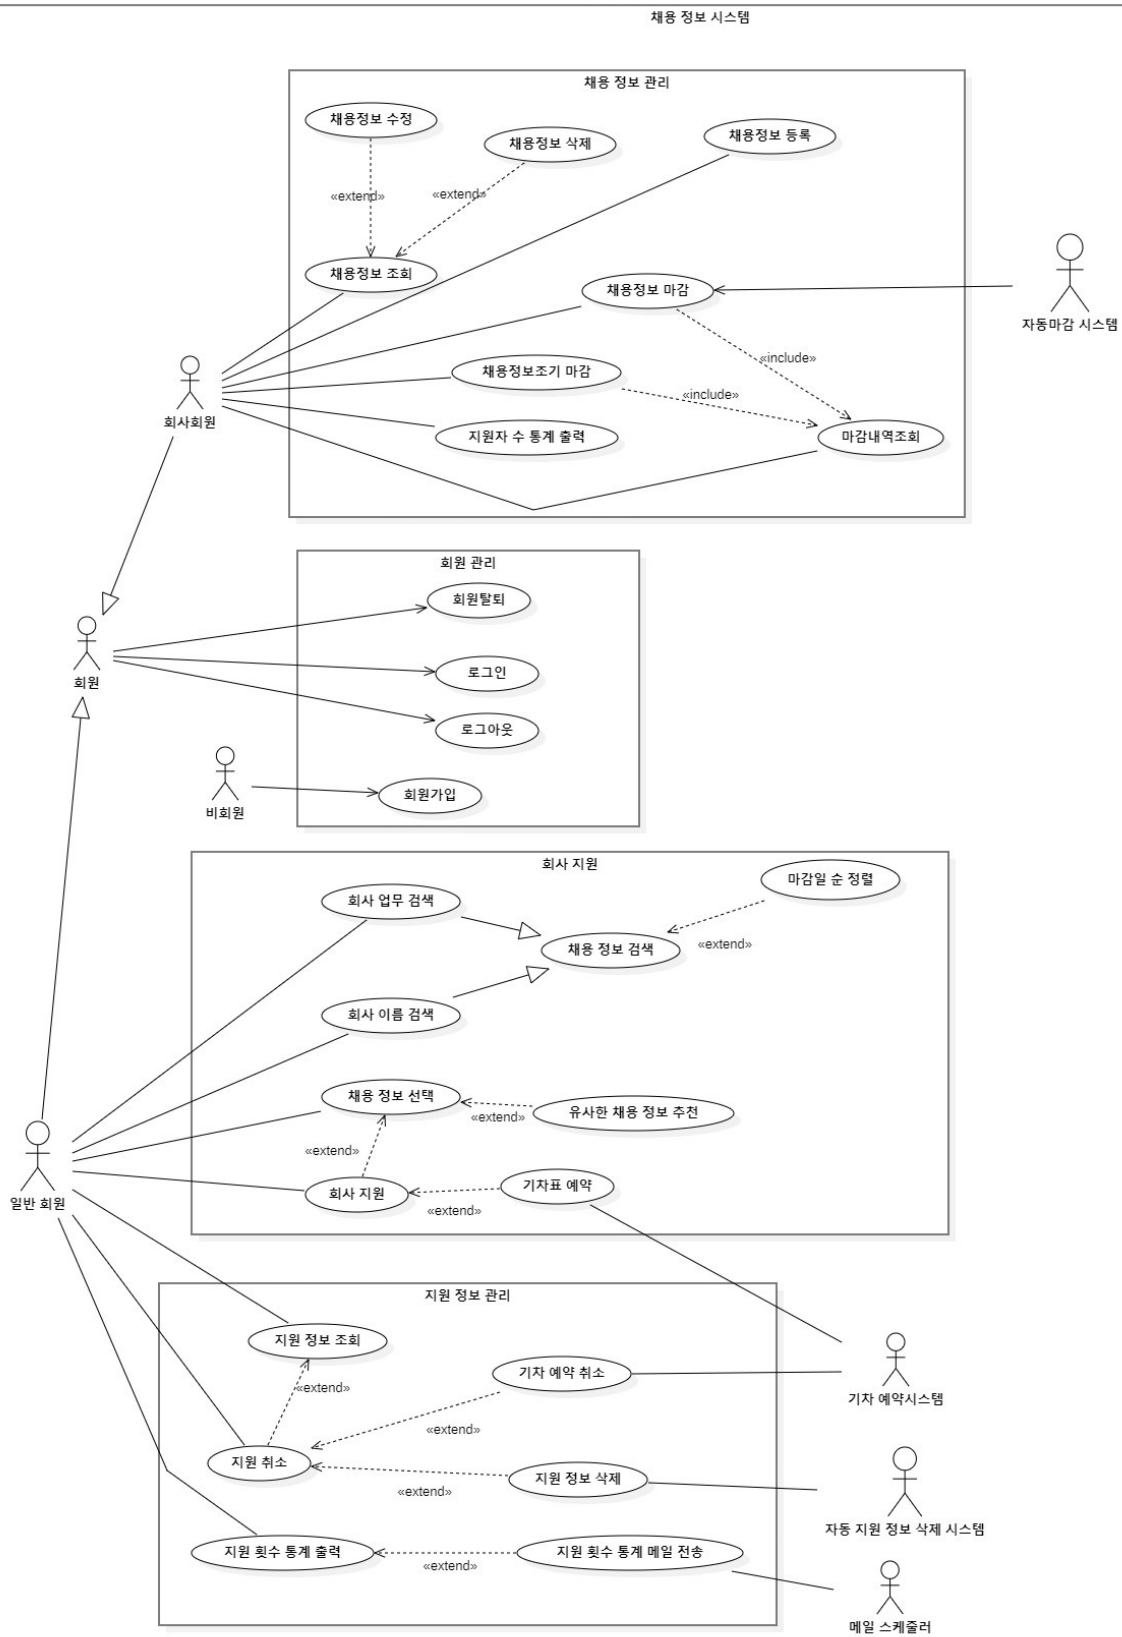 채용 정보 시스템
채용 정보 관리
채용정보 수정
채용정보 삭제
채용정보 등록
«extend»
«extend»
채용정보 조회
채용정보 마감
자동마감 시스템
«include»
채용정보조기 마감
«include»
회사회원
지원자 수 통계 출력
마감내역조회
회원 관리
회원탈퇴
로그인
회원
로그아웃
회원가입
비회원
회사 지원
마감일 순 정렬
회사 업무 검색
«extend»
채용 정보 검색
회사 이름 검색
채용 정보 선택
«extend»
유사한 채용 정보 추천
«extend»
일반 회원
회사 지원
기차표 예약
«extend»
지원 정보 관리
지원 정보 조회
기차 예약 취소
«extend»
기차 예약시스템
«extend»
지원 취소
지원 정보 삭제
«extend»
자동 지원 정보 삭제 시스템
지원 횟수 통계 출력
지원 횟수 통계 메일 전송
«extend»
메일 스케줄러